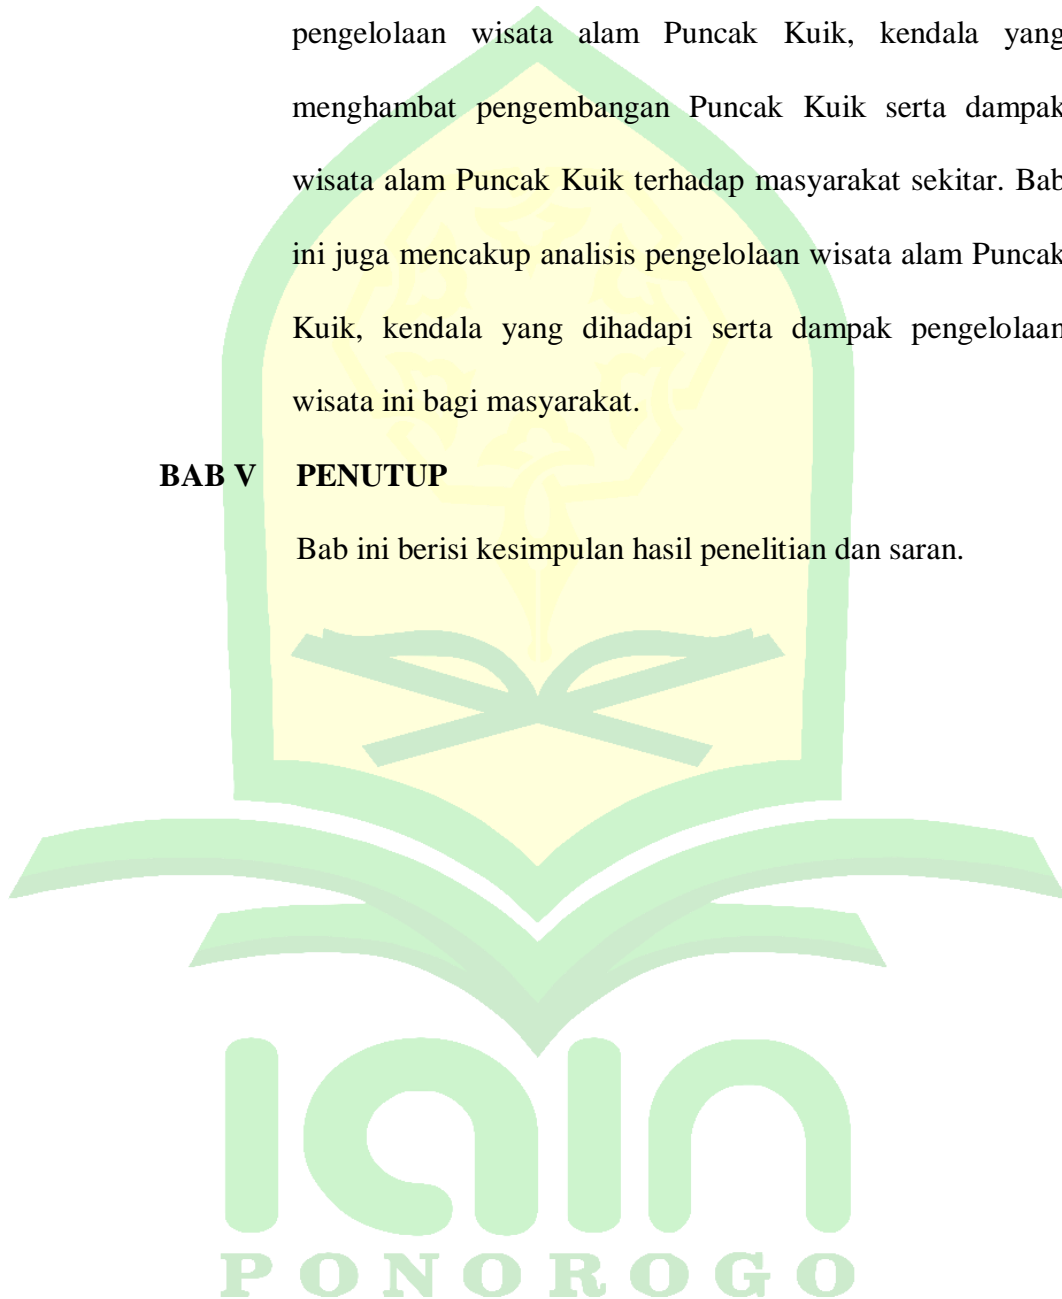 pengelolaan wisata alam Puncak Kuik, kendala yang
menghambat pengembangan Puncak Kuik serta dampak
wisata alam Puncak Kuik terhadap masyarakat sekitar. Bab
ini juga mencakup analisis pengelolaan wisata alam Puncak
Kuik, kendala yang dihadapi serta dampak pengelolaan
wisata ini bagi masyarakat.
BAB V PENUTUP
Bab ini berisi kesimpulan hasil penelitian dan saran.
iain
PONOROGO